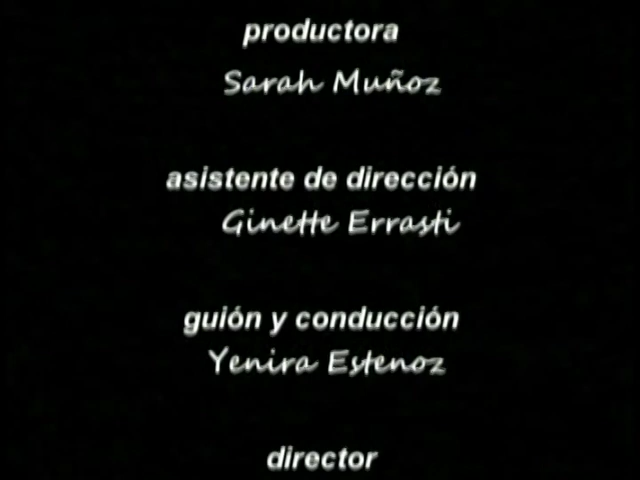 productora
Sarah Muñoz
asistente de dirección
Ginette Errasti
guión y conducción
Yenira Estenoz
director